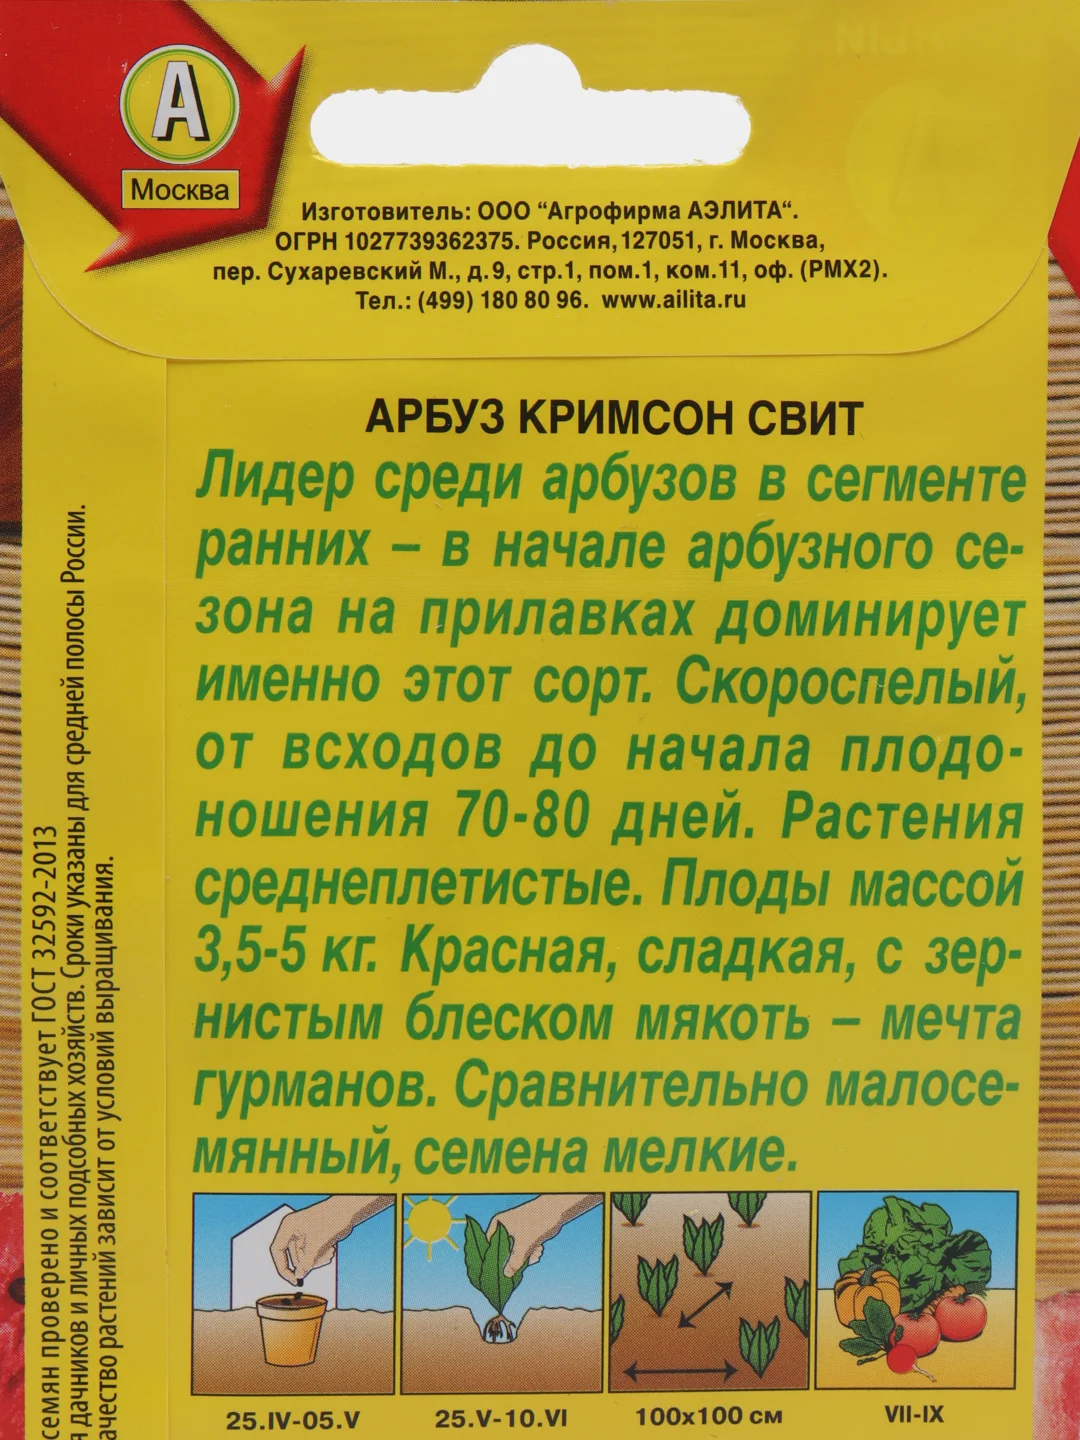 А
Москва
Изготовитель: ООО “Агрофирма АЭЛИТА“.
ОГРН 1027739362375. Россия, 127051, г. Москва,
пер. Сухаревский М., д.9, стр.1, пом.1, ком.11, оф. (РМХ2).
Тел.: (499) 180 80 96. www.ailita.ru
АРБУЗ КРИМСОН СВИТ
Лидер среди арбузов в сегменте
ранних – в начале арбузного се-
зона на прилавках доминирует
именно этот сорт. Скороспелый,
от всходов до начала плодо-
ношения 70-80 дней. Растения
среднеплетистые. Плоды массой
3,5-5 кг. Красная, сладкая, с зер-
нистым блеском мякоть – мечта
гурманов. Сравнительно малосе-
мянный, семена мелкие.
25.IV-05.V
25.V-10.VI
100х100 см
VII-IX
семян проверено и соответствует ГОСТ 32592-2013
дачников и личных подсобных хозяйств. Сроки указаны для средней полосы России.
ачество растений зависит от условий выращивания.